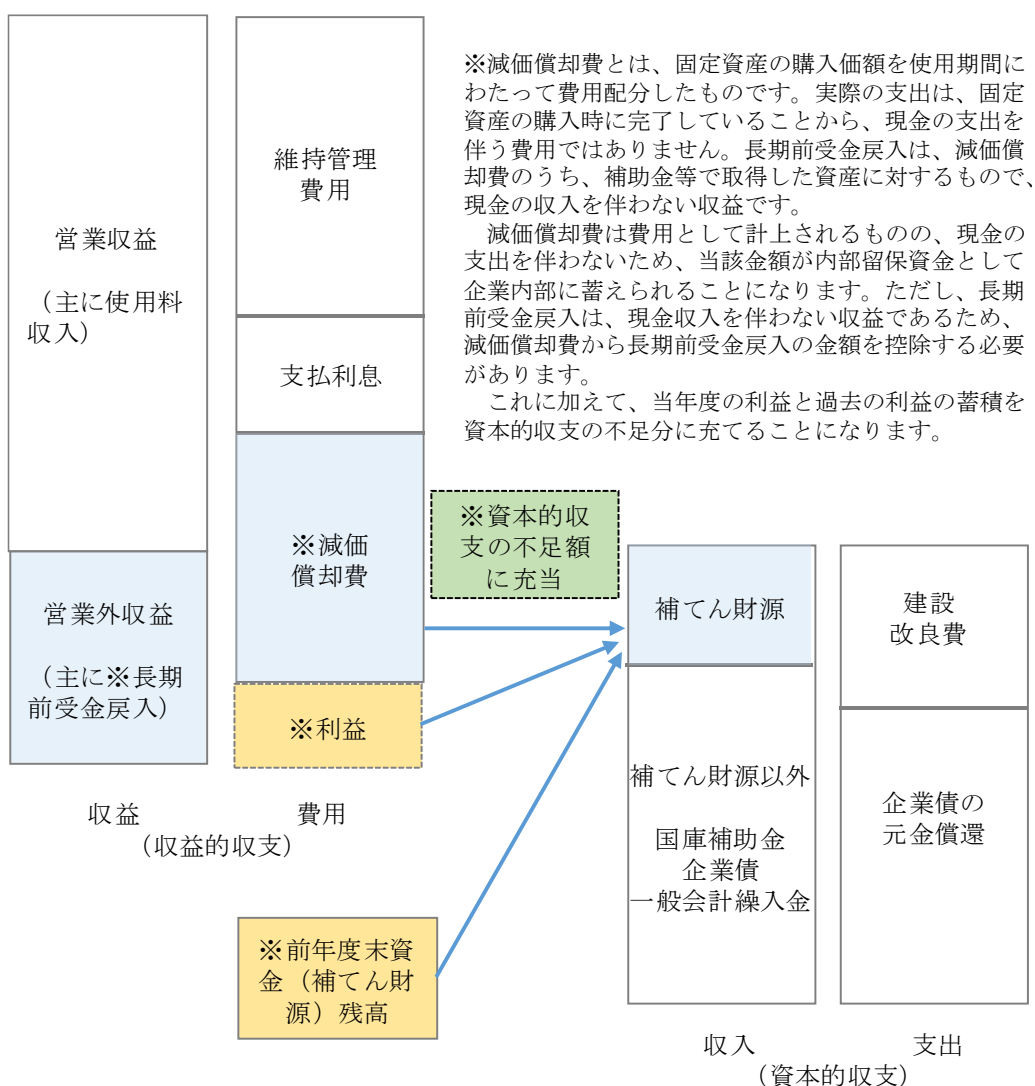 営業収益
（主に使用料
収入）
営業外収益
（主に※長期
前受金戻入）
維持管理
費用
支払利息
※減価
償却費
※利益
収益
費用
（収益的収支）
※前年度末資
金（補てん財
源）残高
※減価償却費とは、固定資産の購入価額を使用期間に
わたって費用配分したものです。実際の支出は、固定
資産の購入時に完了していることから、現金の支出を
伴う費用ではありません。長期前受金戻入は、減価償
却費のうち、補助金等で取得した資産に対するもので、
現金の収入を伴わない収益です。
　減価償却費は費用として計上されるものの、現金の
支出を伴わないため、当該金額が内部留保資金として
企業内部に蓄えられることになります。ただし、長期
前受金戻入は、現金収入を伴わない収益であるため、
減価償却費から長期前受金戻入の金額を控除する必要
があります。
　これに加えて、当年度の利益と過去の利益の蓄積を
資本的収支の不足分に充てることになります。
※資本的収
支の不足額
に充当
補てん財源
補てん財源以外
国庫補助金
企業債
一般会計繰入金
建設
改良費
企業債の
元金償還
収入
支出
（資本的収支）